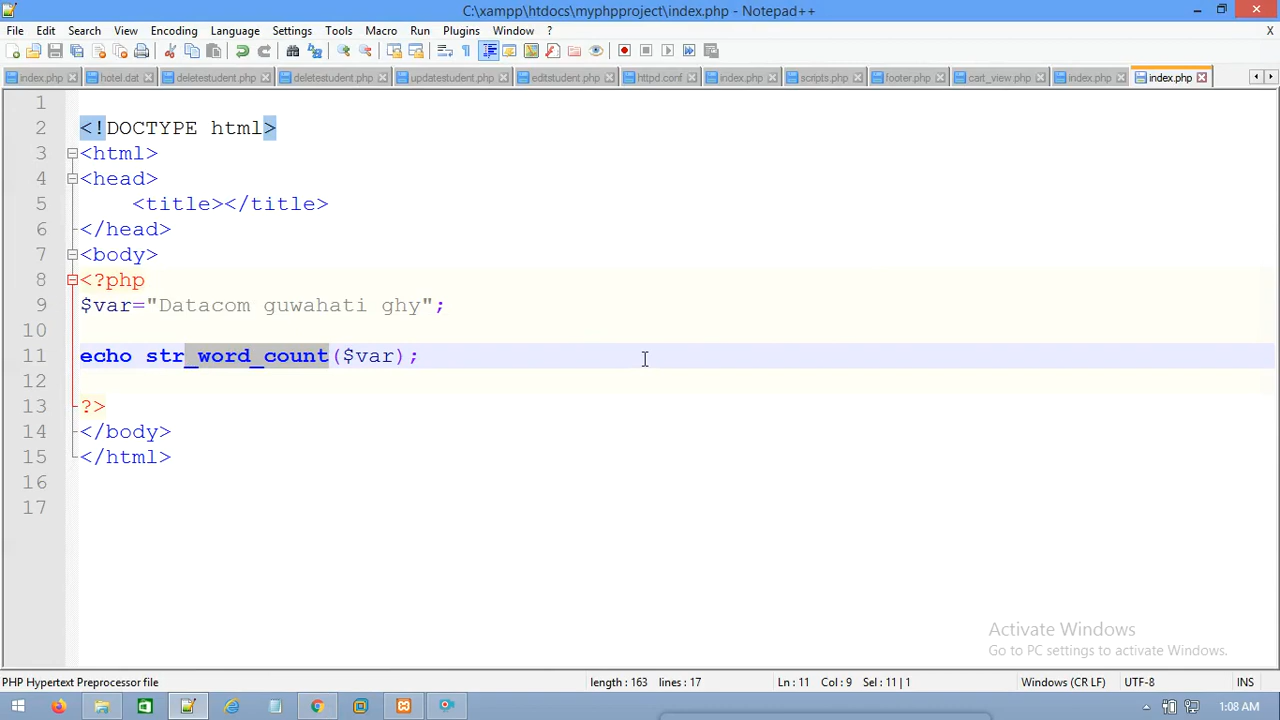 C:\xampp\htdocs\myphpproject\index.php - Notepad++
File Edit Search View Encoding Language Settings Tools Macro Run Plugins Window ? X
index.php hotel.dat deletestudent.php deletestudent.php updatestudent.php editstudent.php httpd.conf index.php scripts.php footer.php cart_view.php index.php index.php
1
2 <!DOCTYPE html>
3 <html>
4 <head>
5 <title></title>
6 </head>
7 <body>
8 <?php
9 $var="Datacom guwahati ghy";
10
11 echo str_word_count($var);
12
13 ?>
14 </body>
15 </html>
16
17
Activate Windows
Go to PC settings to activate Windows.
PHP Hypertext Preprocessor file length : 163 lines : 17 Ln : 11 Col : 9 Sel : 11 | 1 Windows (CR LF) UTF-8 INS
1:08 AM